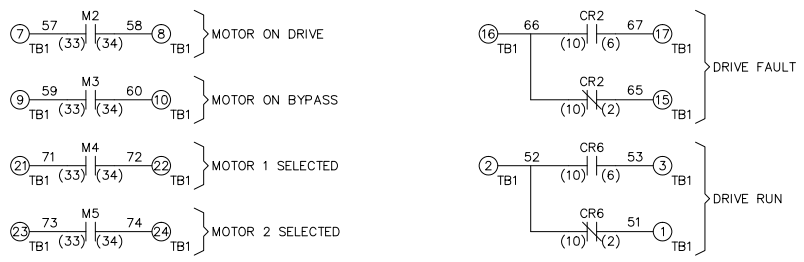 7 57 M2 58 8 MOTOR ON DRIVE
TB1 (33) (34) TB1
9 59 M3 60 10 MOTOR ON BYPASS
TB1 (33) (34) TB1
21 71 M4 72 22 MOTOR 1 SELECTED
TB1 (33) (34) TB1
23 73 M5 74 24 MOTOR 2 SELECTED
TB1 (33) (34) TB1
16 66 CR2 67 17
TB1 (10) (6) TB1
DRIVE FAULT
CR2 65 15
(10) (2) TB1
2 52 CR6 53 3
TB1 (10) (6) TB1
DRIVE RUN
CR6 51 1
(10) (2) TB1